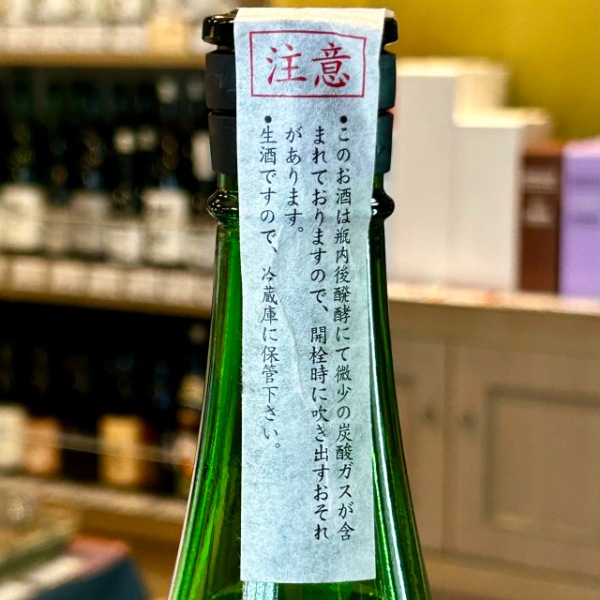 注意
●このお酒は瓶内後醗酵にて微少の炭酸ガスが含
まれておりますので、開栓時に吹き出すおそれ
があります。
●生酒ですので、冷蔵庫に保管下さい。